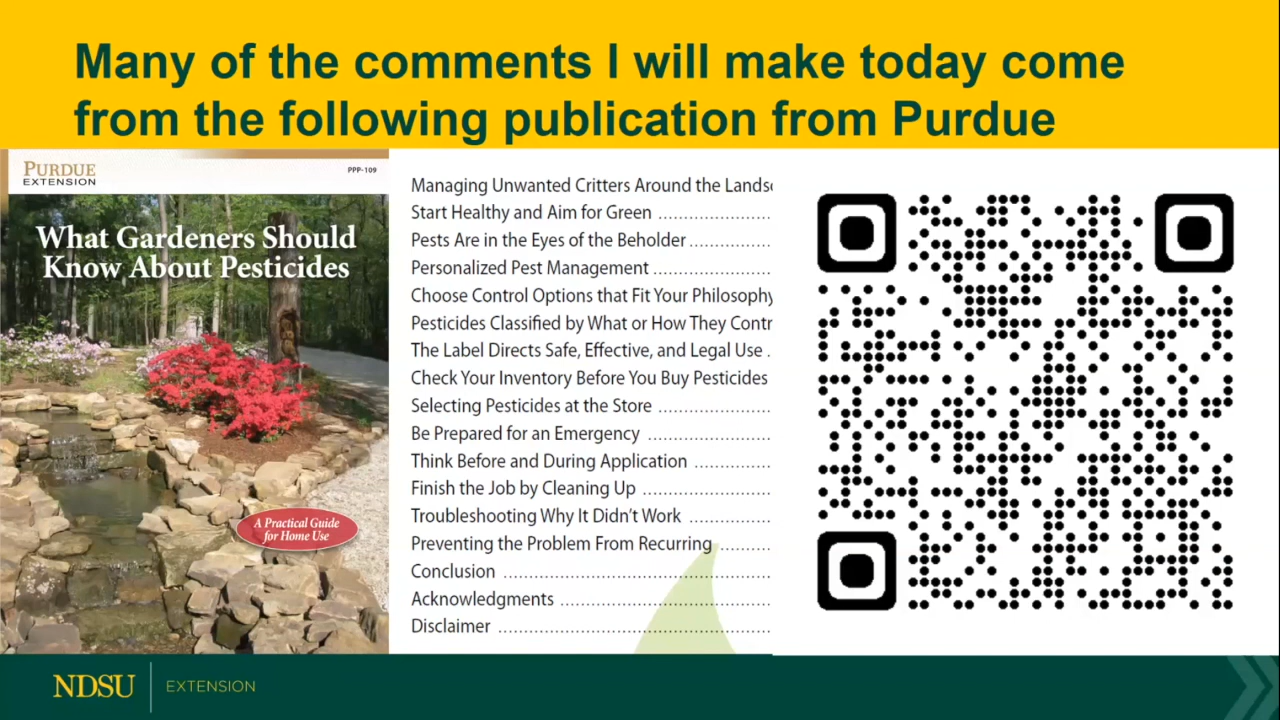 Many of the comments I will make today come
from the following publication from Purdue
PURDUE
EXTENSION
PPP-109
What Gardeners Should
Know About Pesticides
A Practical Guide
for Home Use
Managing Unwanted Critters Around the
Start Healthy and Aim for Green ....................
Pests Are in the Eyes of the Beholder ...............
Personalized Pest Management .....................
Choose Control Options that Fit Your Philosophy
Pesticides Classified by What or How They
The Label Directs Safe, Effective, and Legal Use .
Check Your Inventory Before You Buy Pesticides
Selecting Pesticides at the Store ....................
Be Prepared for an Emergency ......................
Think Before and During Application ..............
Finish the Job by Cleaning Up .......................
Troubleshooting Why It Didn't Work ...............
Preventing the Problem From Recurring ..........
Conclusion ................................................
Acknowledgments .....................................
Disclaimer .................................................
NDSU
EXTENSION